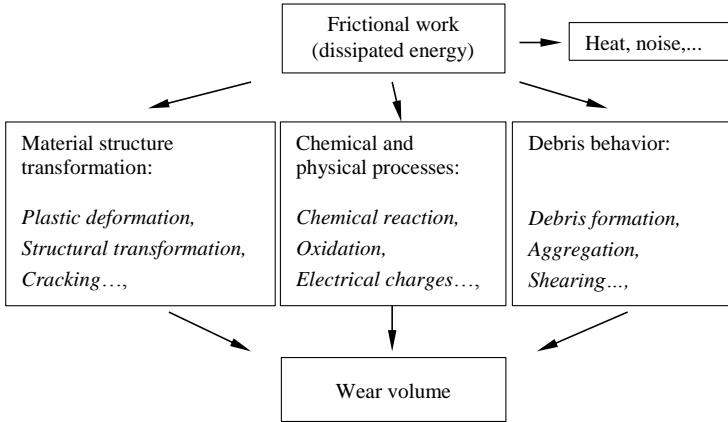 Frictional work
(dissipated energy)
Heat, noise,...
Material structure
transformation:
Plastic deformation,
Structural transformation,
Cracking…,
Chemical and
physical processes:
Chemical reaction,
Oxidation,
Electrical charges…,
Debris behavior:
Debris formation,
Aggregation,
Shearing...,
Wear volume